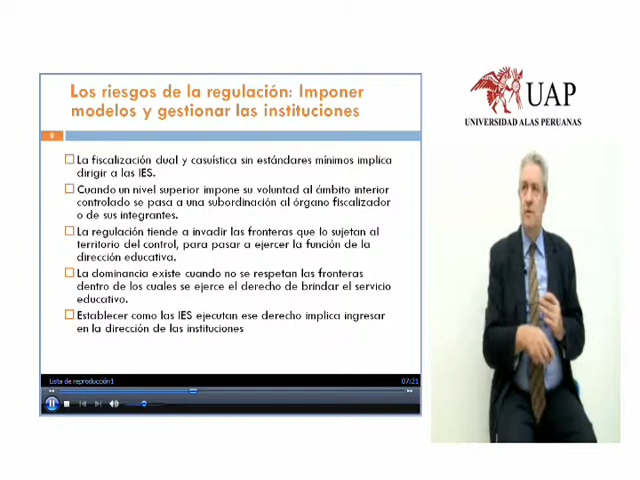 Los riesgos de la regulación: Imponer
modelos y gestionar las instituciones
9
La fiscalización dual y casuística sin estándares mínimos implica
dirigir a las IES.
Cuando un nivel superior impone su voluntad al ámbito interior
controlado se pasa a una subordinación al órgano fiscalizador
o de sus integrantes.
La regulación tiende a invadir las fronteras que lo sujetan al
territorio del control, para pasar a ejercer la función de la
dirección educativa.
La dominancia existe cuando no se respetan las fronteras
dentro de los cuales se ejerce el derecho de brindar el servicio
educativo.
Establecer como las IES ejecutan ese derecho implica ingresar
en la dirección de las instituciones
Lista de reproducción1
07:21
UAP
UNIVERSIDAD ALAS PERUANAS